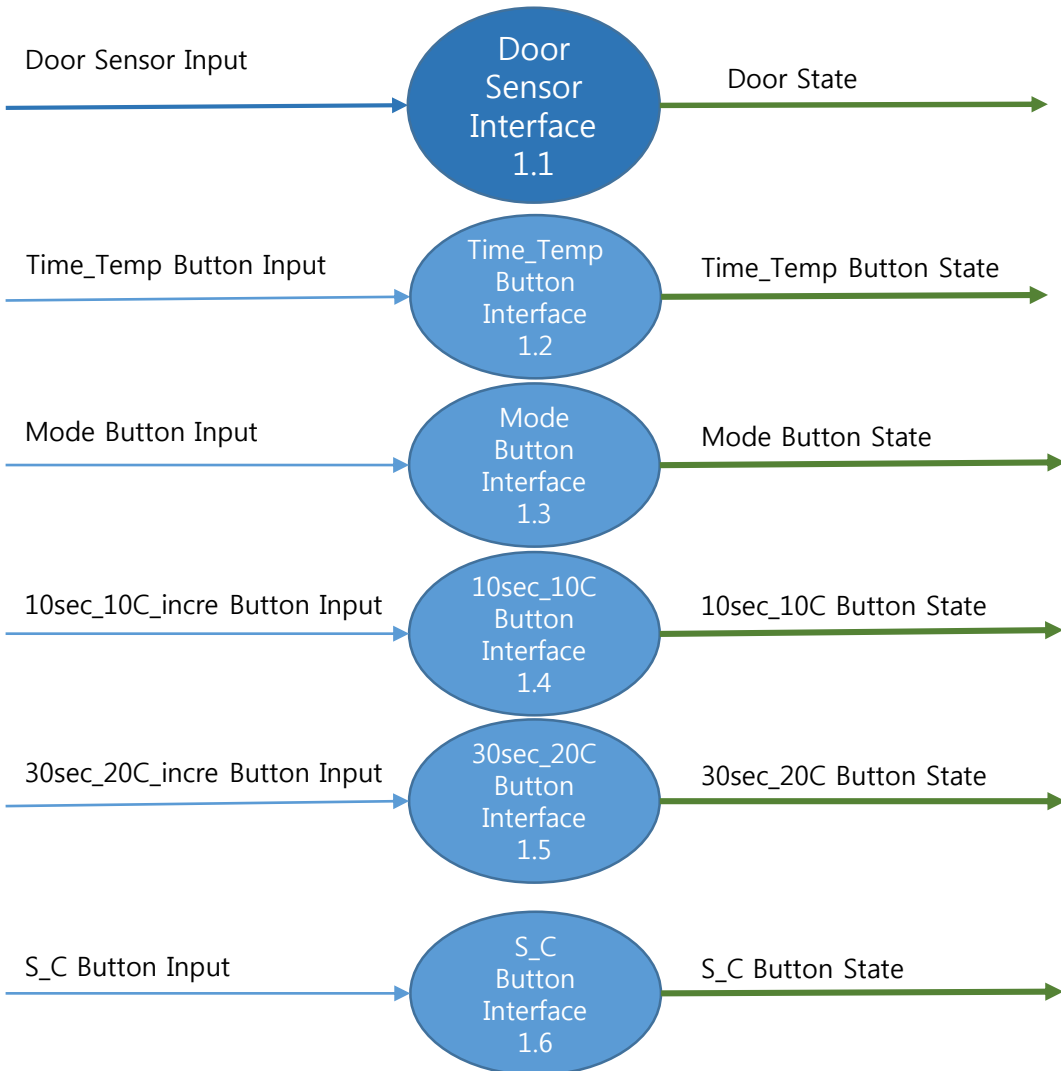 Door Sensor Input
Door
Sensor
Interface
1.1
Door State
Time_Temp Button Input
Time_Temp
Button
Interface
1.2
Time_Temp Button State
Mode Button Input
Mode
Button
Interface
1.3
Mode Button State
10sec_10C_incre Button Input
10sec_10C
Button
Interface
1.4
10sec_10C Button State
30sec_20C_incre Button Input
30sec_20C
Button
Interface
1.5
30sec_20C Button State
S_C Button Input
S_C
Button
Interface
1.6
S_C Button State